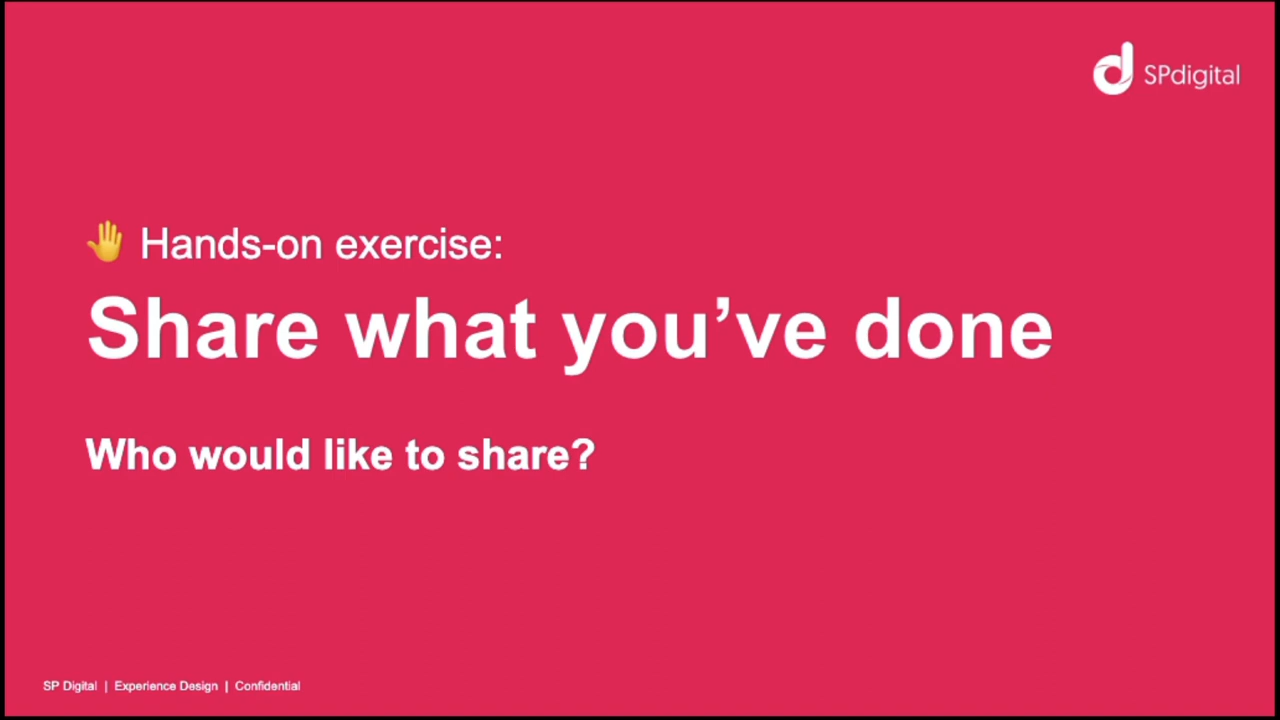 SPdigital
🤚 Hands-on exercise:
Share what you’ve done
Who would like to share?
SP Digital | Experience Design | Confidential